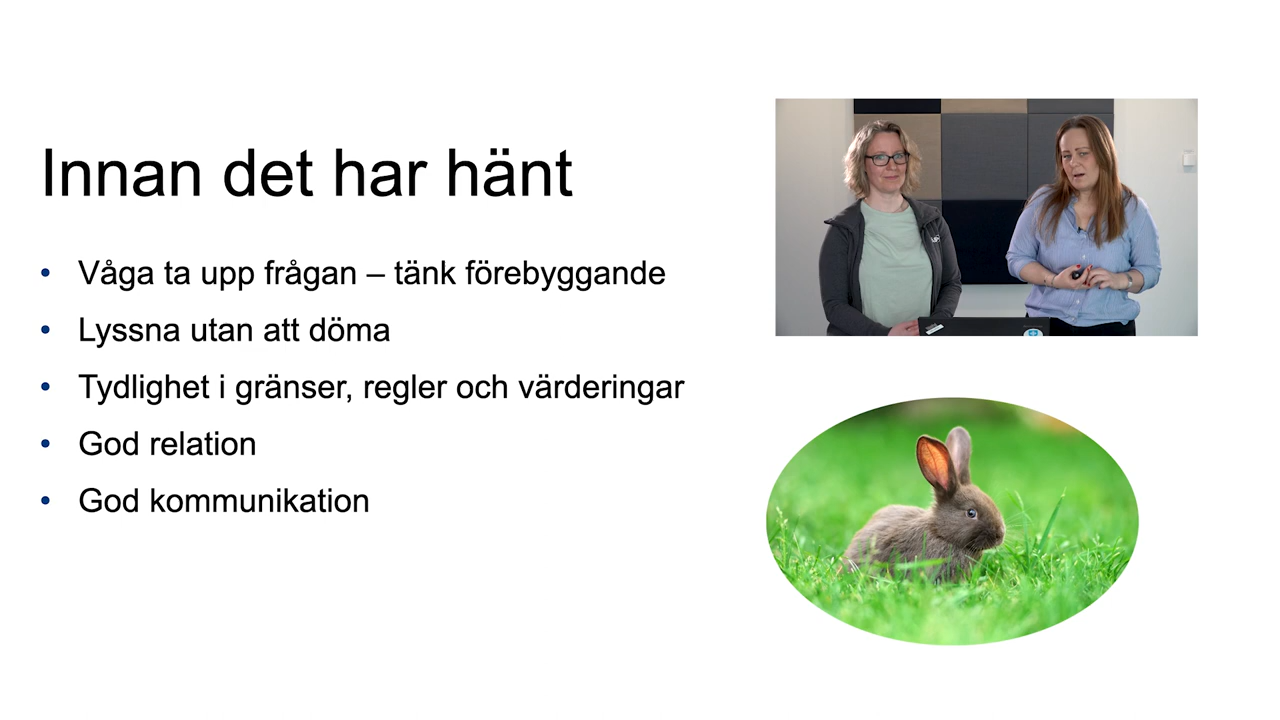 Innan det har hänt
• Våga ta upp frågan – tänk förebyggande
• Lyssna utan att döma
• Tydlighet i gränser, regler och värderingar
• God relation
• God kommunikation